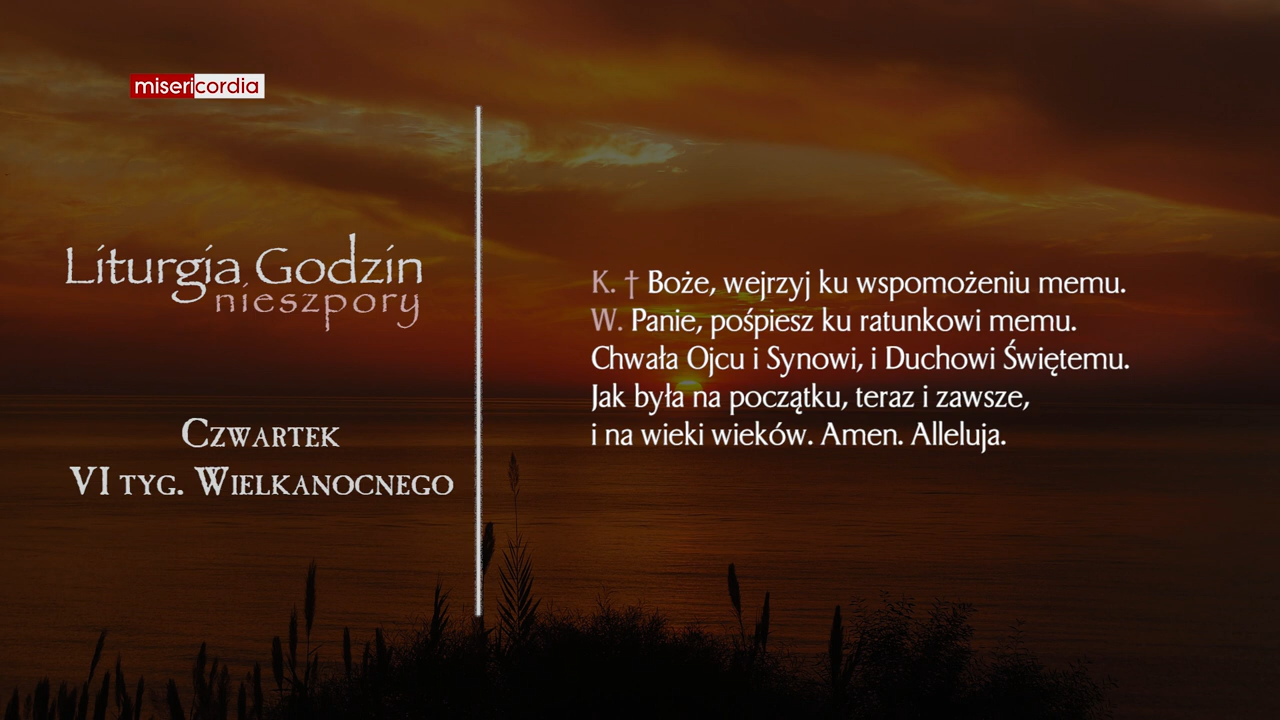 misericordia
Liturgia Godzin
nieszpory
Czwartek
VI tyg. Wielkanocnego
K. † Boże, wejrzyj ku wspomożeniu memu.
W. Panie, pośpiesz ku ratunkowi memu.
Chwała Ojcu i Synowi, i Duchowi Świętemu.
Jak była na początku, teraz i zawsze,
i na wieki wieków. Amen. Alleluja.